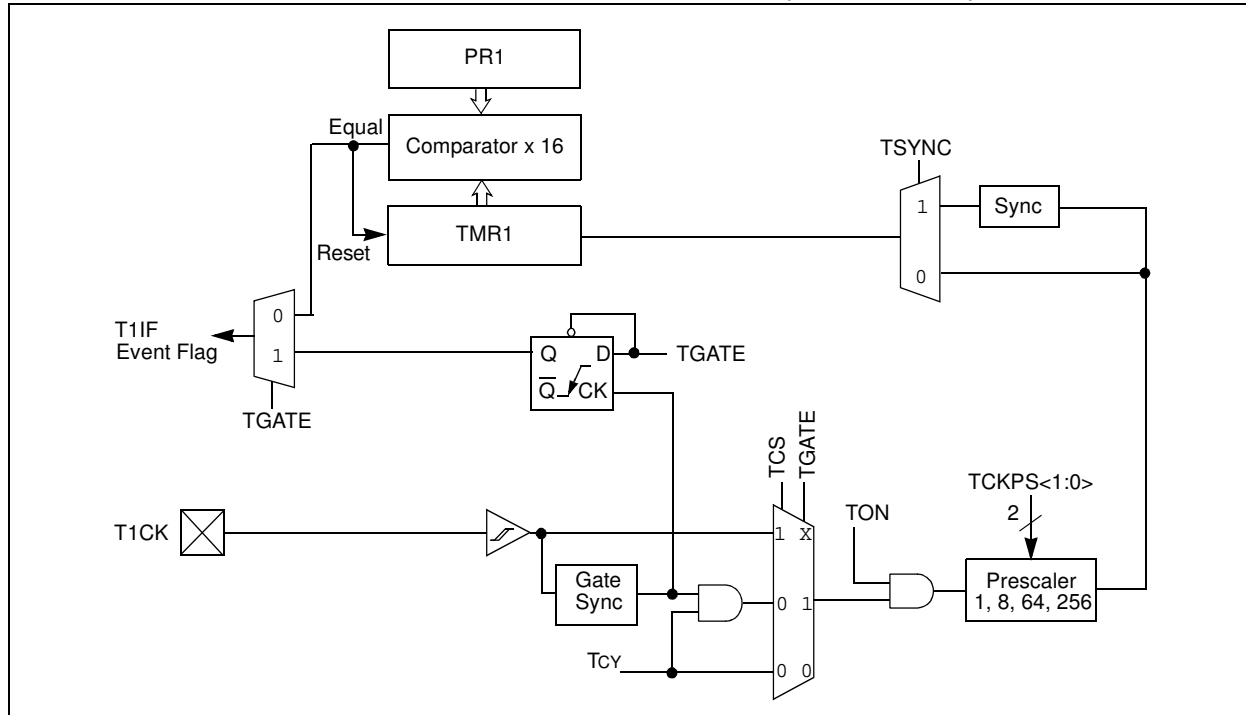 PR1
Equal
Comparator x 16
TSYNC
1
Sync
TMR1
Reset
0
0
T1IF
Event Flag
1
Q
D
TGATE
Q
CK
TGATE
TCS
TGATE
TCKPS<1:0>
2
TON
T1CK
1 X
Gate
Sync
0 1
Prescaler
1, 8, 64, 256
TCY
0 0